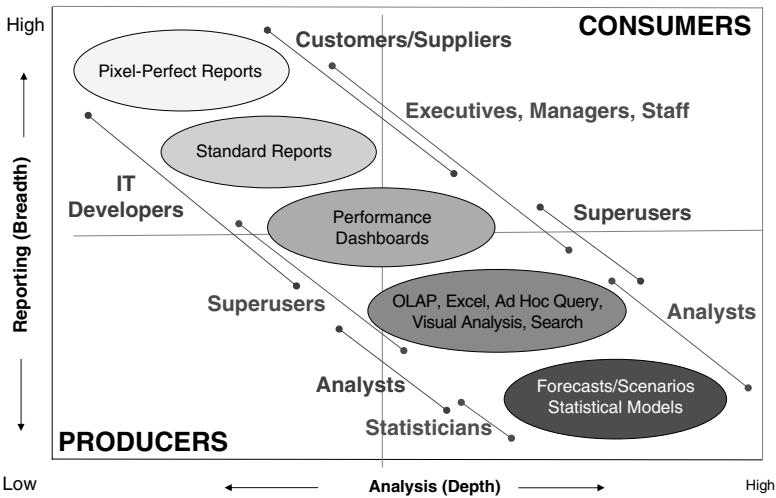 High
CONSUMERS
Customers/Suppliers
Pixel-Perfect Reports
Executives, Managers, Staff
Standard Reports
IT
Developers
Performance
Dashboards
Superusers
Reporting (Breadth)
Superusers
OLAP, Excel, Ad Hoc Query,
Visual Analysis, Search
Analysts
Analysts
Forecasts/Scenarios
Statistical Models
Statisticians
PRODUCERS
Low
Analysis (Depth)
High